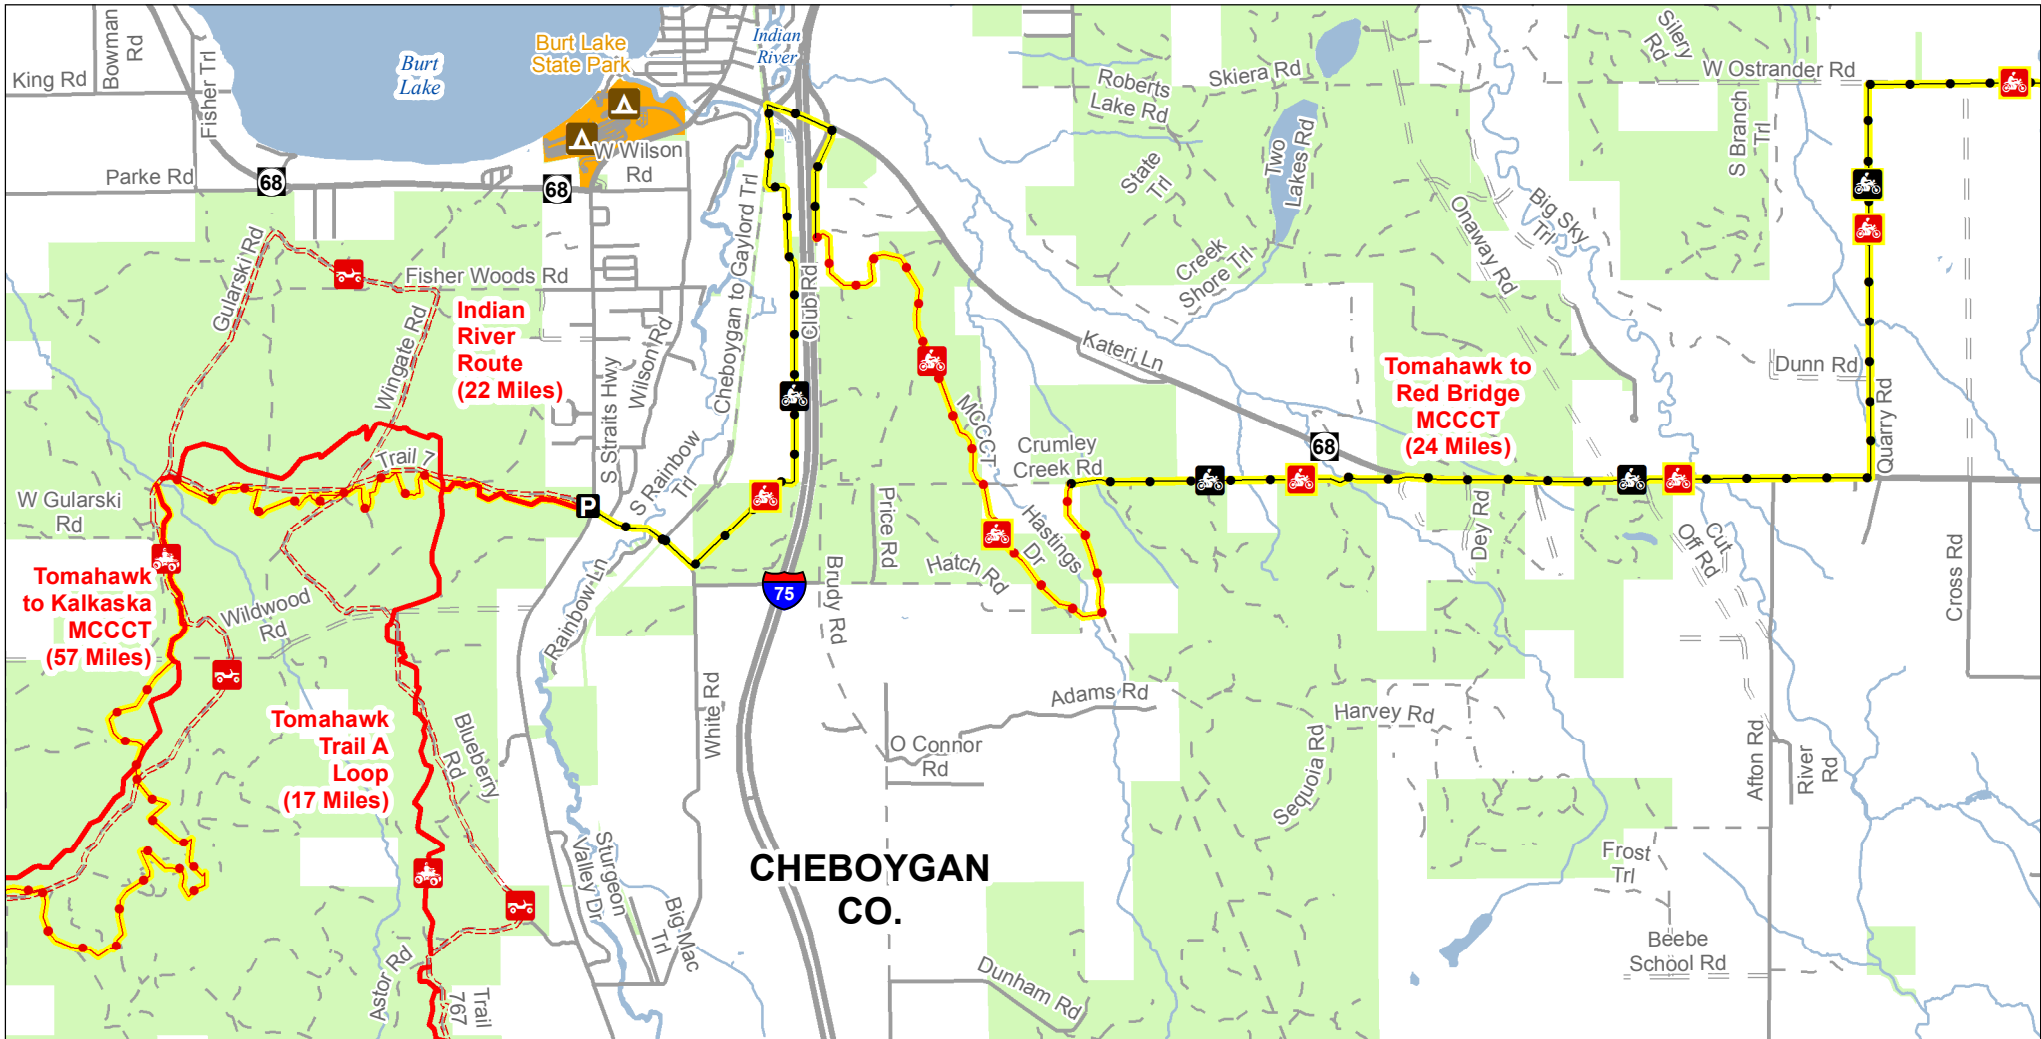 Bowman
Rd
King Rd
Fisher Trl
Burt
Lake
Burt Lake
State Park
Indian
River
Silery
Rd
W Ostrander Rd
Roberts
Lake Rd
Skiera Rd
Two
Lakes Rd
State
Trl
S Branch
Trl
W Wilson
Rd
Parke Rd
68
68
Cheboygan to Gaylord Trl
Big Sky
Trl
Onaway Rd
Creek
Shore Trl
Gularski Rd
Fisher Woods Rd
Wingate Rd
Indian
River
Route
(22 Miles)
Club Rd
S Straits Hwy
Wilson Rd
Kateri Ln
Tomahawk to
Red Bridge
MCCCT
(24 Miles)
Dunn Rd
Quarry Rd
MCCCT
68
Trail 7
Crumley
Creek Rd
W Gularski
Rd
P
S Rainbow
Trl
Price Rd
Hastings
Dr
Dey Rd
Cut
Off Rd
Cross Rd
Tomahawk
to Kalkaska
MCCCT
(57 Miles)
Wildwood
Rd
Rainbow Ln
75
Brudy Rd
Hatch Rd
Tomahawk
Trail A
Loop
(17 Miles)
Blueberry
Rd
White Rd
Adams Rd
O Connor
Rd
Harvey Rd
Sequoia Rd
Afton Rd
River
Rd
CHEBOYGAN
CO.
Sturgeon
Valley Dr
Big Mac
Trl
Frost
Trl
Beebe
School Rd
Astor Rd
Trail
767
Dunham Rd